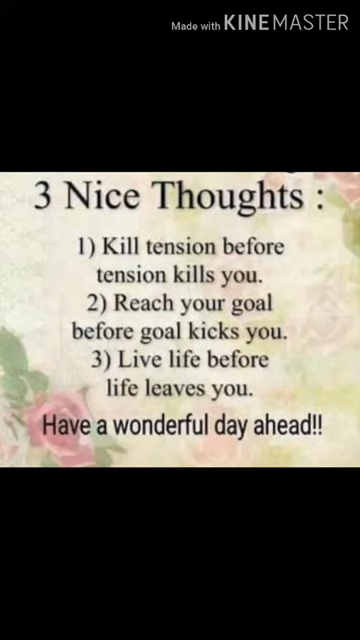 Made with KINEMASTER
3 Nice Thoughts :
1) Kill tension before
tension kills you.
2) Reach your goal
before goal kicks you.
3) Live life before
life leaves you.
Have a wonderful day ahead!!